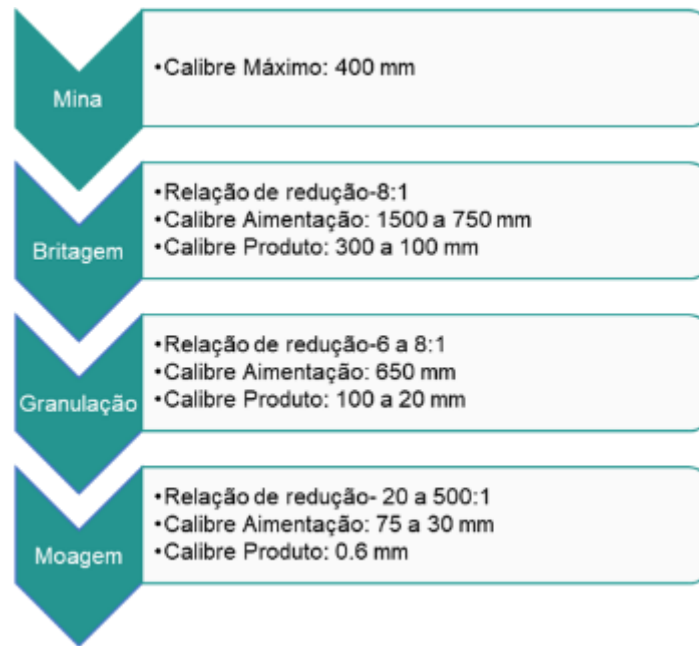 Mina
•Calibre Máximo: 400 mm
Britagem
•Relação de redução-8:1
•Calibre Aimentação: 1500 a 750 mm
•Calibre Produto: 300 a 100 mm
Granulação
•Relação de redução-6 a 8:1
•Calibre Aimentação: 650 mm
•Calibre Produto: 100 a 20 mm
Moagem
•Relação de redução- 20 a 500:1
•Calibre Aimentação: 75 a 30 mm
•Calibre Produto: 0.6 mm